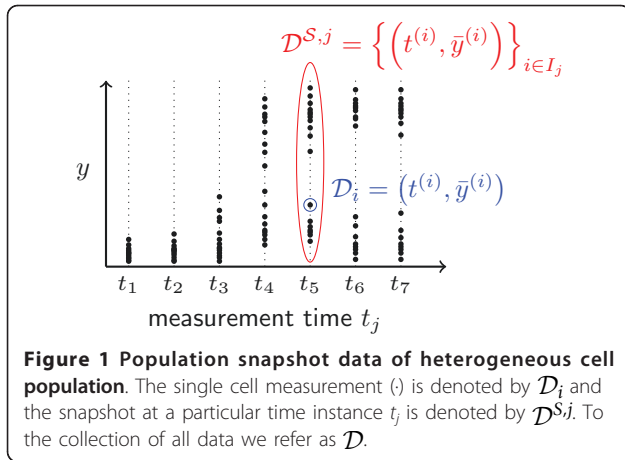 𝒟^{𝒮,j} = {(t^{(i)}, ȳ^{(i)})}_{i∈I_j}
y
𝒟_i = (t^{(i)}, ȳ^{(i)})
t_1 t_2 t_3 t_4 t_5 t_6 t_7
measurement time t_j
Figure 1 Population snapshot data of heterogeneous cell
population. The single cell measurement (·) is denoted by 𝒟_i and
the snapshot at a particular time instance t_j is denoted by 𝒟^{𝒮,j}. To
the collection of all data we refer as 𝒟.